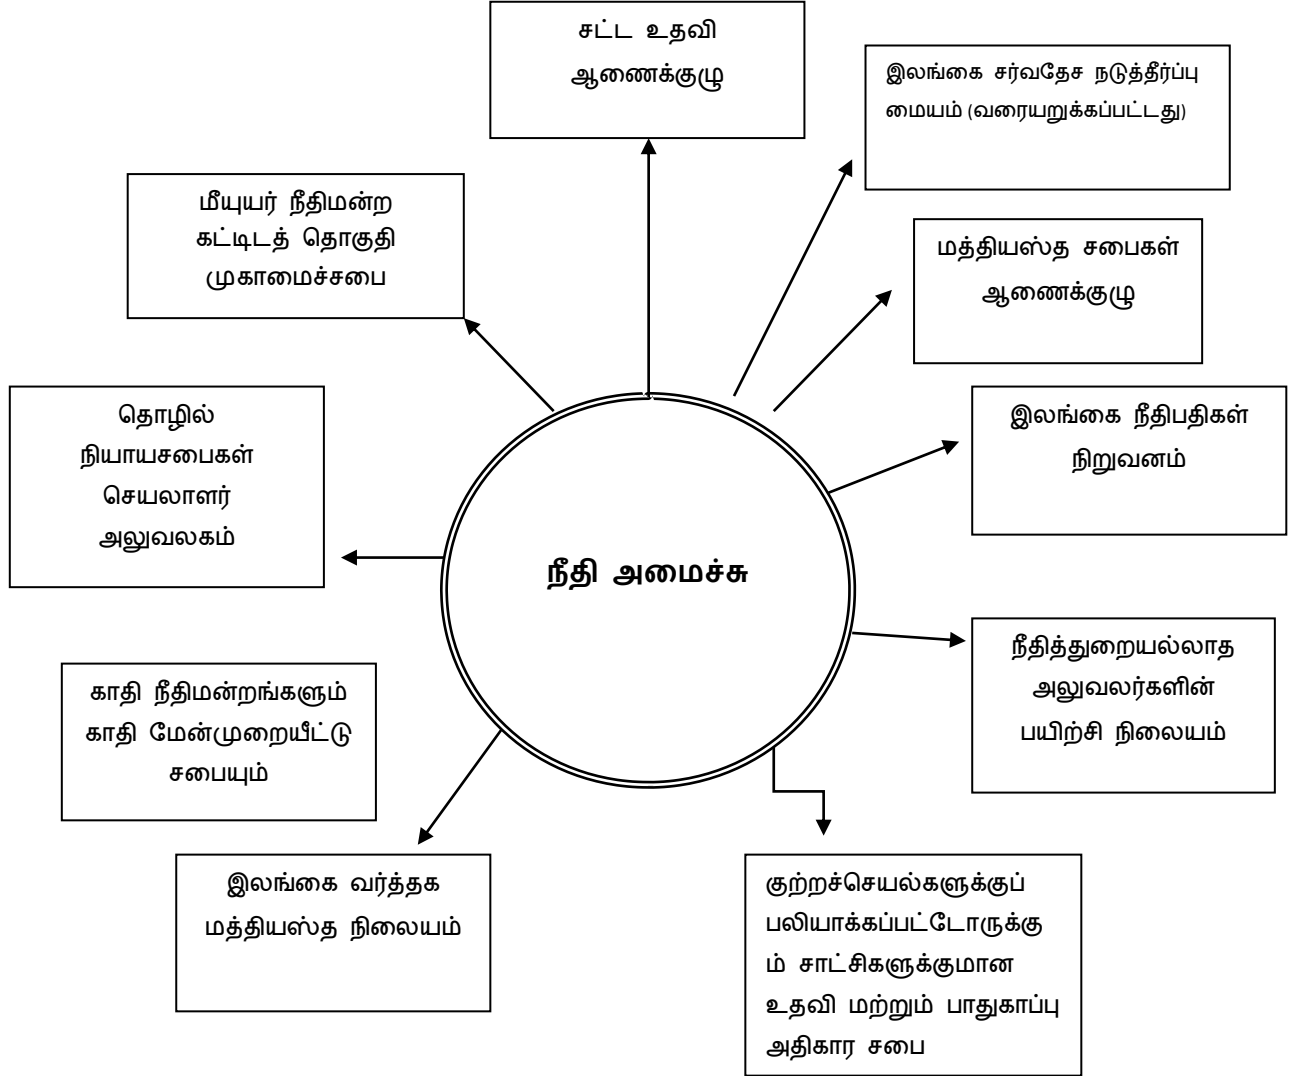 சட்ட உதவி
ஆணைக்குழு
இலங்கை சர்வதேச நடுத்தீர்ப்பு
மையம் (வரையறுக்கப்பட்டது)
மீயுயர் நீதிமன்ற
கட்டிடத் தொகுதி
முகாமைச்சபை
மத்தியஸ்த சபைகள்
ஆணைக்குழு
தொழில்
நியாயசபைகள்
செயலாளர்
அலுவலகம்
இலங்கை நீதிபதிகள்
நிறுவனம்
நீதி அமைச்சு
நீதித்துறையல்லாத
அலுவலர்களின்
பயிற்சி நிலையம்
காதி நீதிமன்றங்களும்
காதி மேன்முறையீட்டு
சபையும்
இலங்கை வர்த்தக
மத்தியஸ்த நிலையம்
குற்றச்செயல்களுக்குப்
பலியாக்கப்பட்டோருக்கு
ம் சாட்சிகளுக்குமான
உதவி மற்றும் பாதுகாப்பு
அதிகார சபை